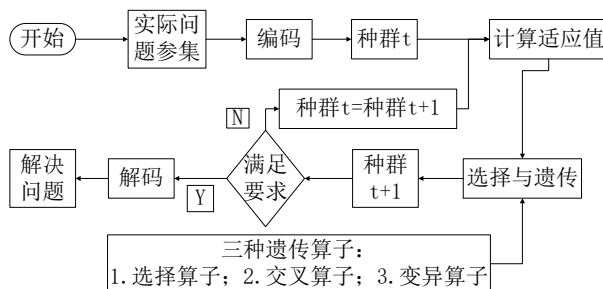 开始
实际问
题参集
编码
种群t
计算适应值
N
种群t=种群t+1
解决
问题
解码
Y
满足
要求
种群
t+1
选择与遗传
三种遗传算子:
1.选择算子；2.交叉算子；3.变异算子